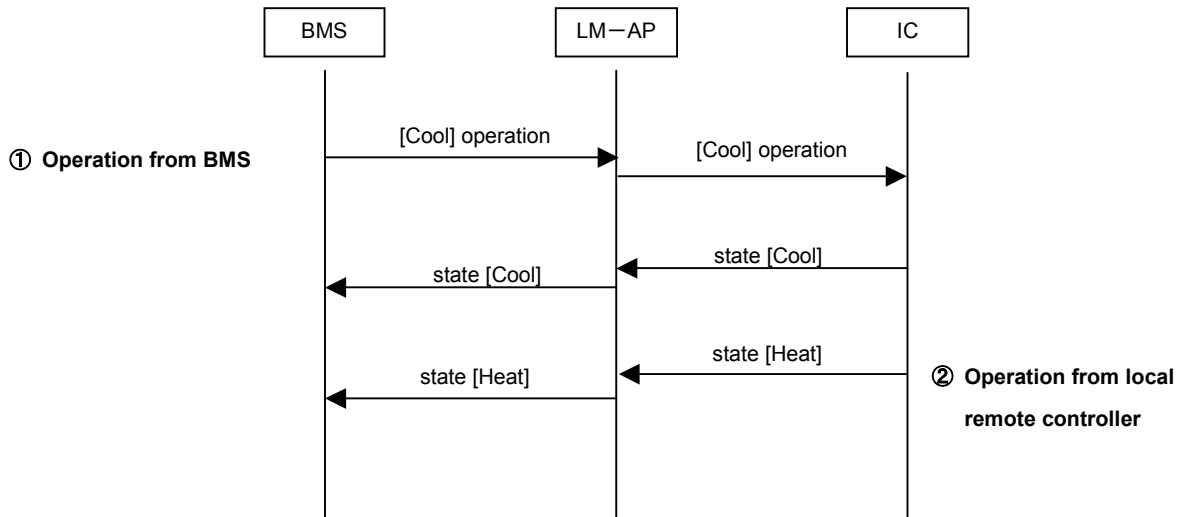 BMS
LM－AP
IC
[Cool] operation
① Operation from BMS
[Cool] operation
state [Cool]
state [Cool]
state [Heat]
state [Heat]
② Operation from local
remote controller